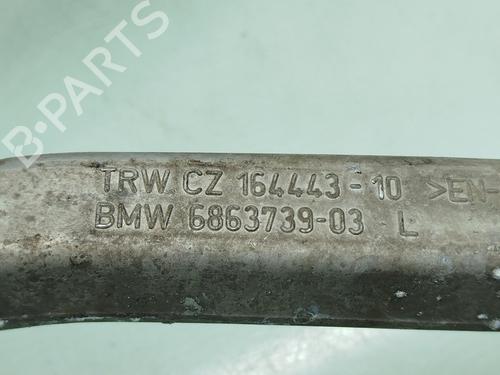 B-PARTS
TRW CZ 164443-10 >EN-
BMW 6863739-03 L